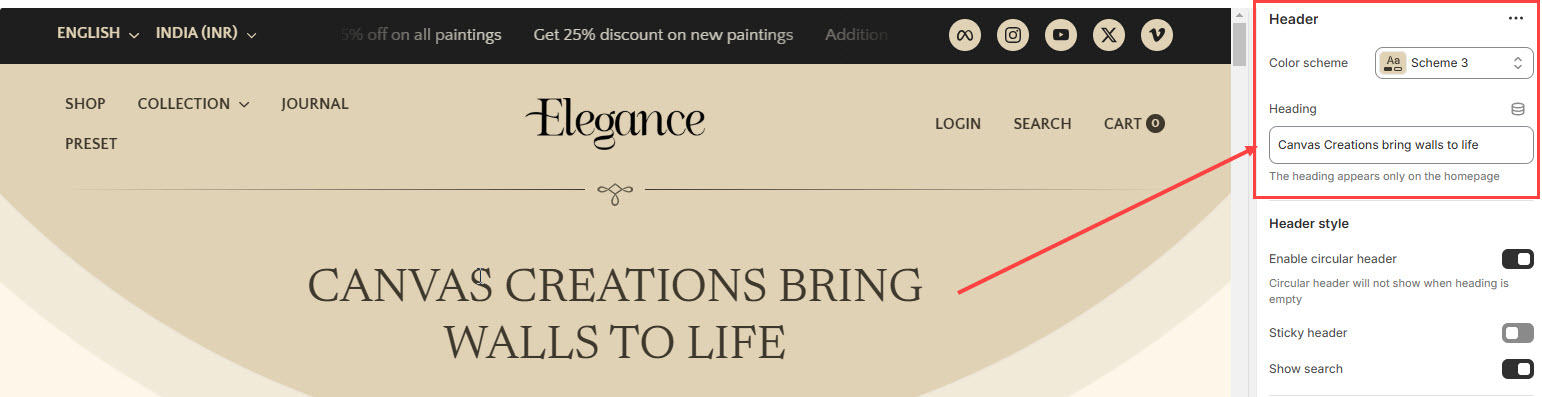 ENGLISH INDIA (INR) 5% off on all paintings Get 25% discount on new paintings Addition
SHOP COLLECTION JOURNAL
PRESET
Elegance
LOGIN SEARCH CART 0
CANVAS CREATIONS BRING
WALLS TO LIFE
Header
Color scheme Aa Scheme 3
Heading
Canvas Creations bring walls to life
The heading appears only on the homepage
Header style
Enable circular header
Circular header will not show when heading is
empty
Sticky header
Show search